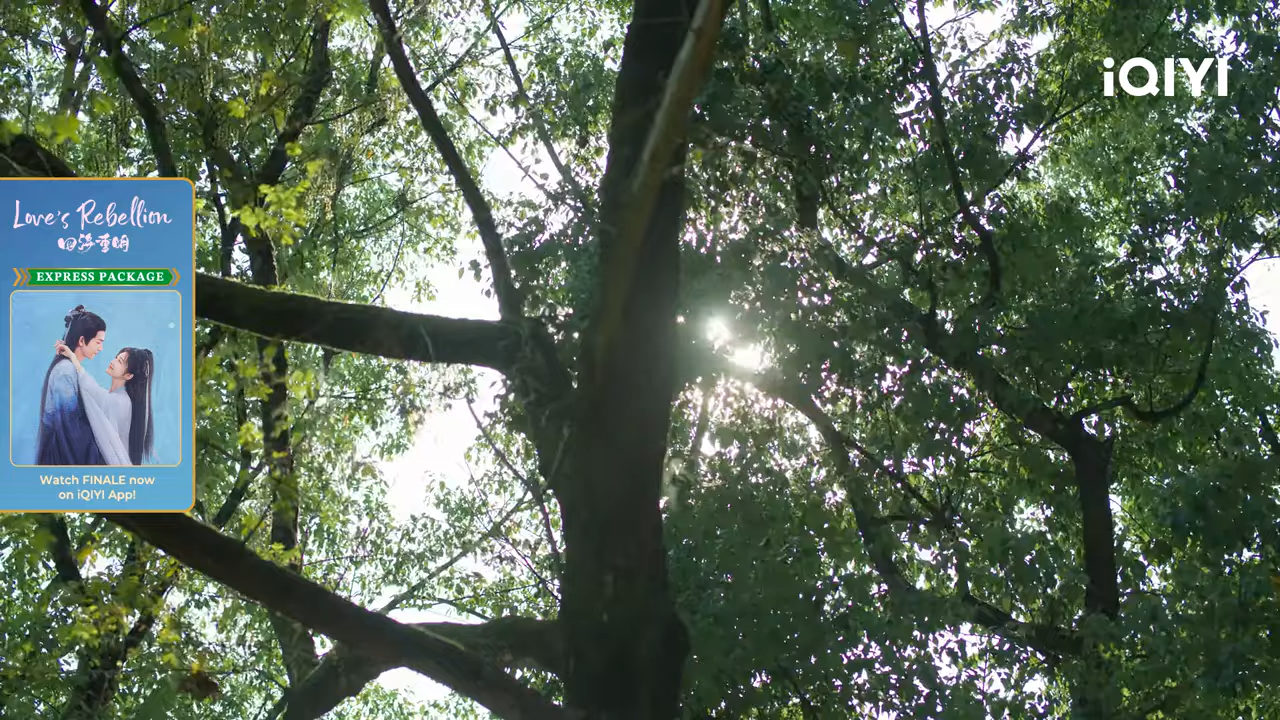 iQIYI
Love's Rebellion
四海重明
EXPRESS PACKAGE
Watch FINALE now
on iQIYI App!